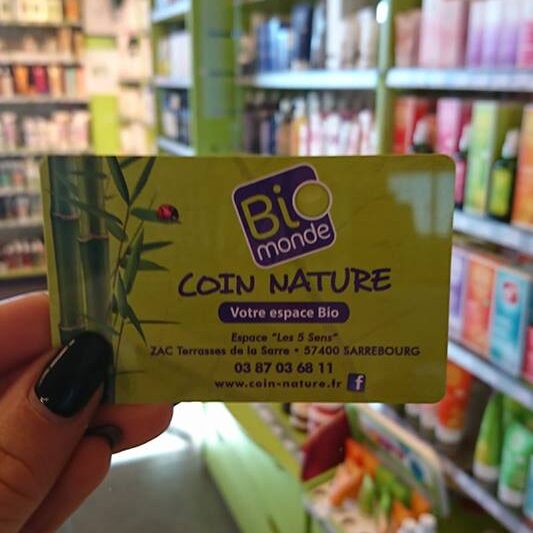 Bio
monde
COIN NATURE
Votre espace Bio
Espace "Les 5 Sens"
ZAC Terrasses de la Sarre • 57400 SARREBOURG
03 87 03 68 11
www.coin-nature.fr f